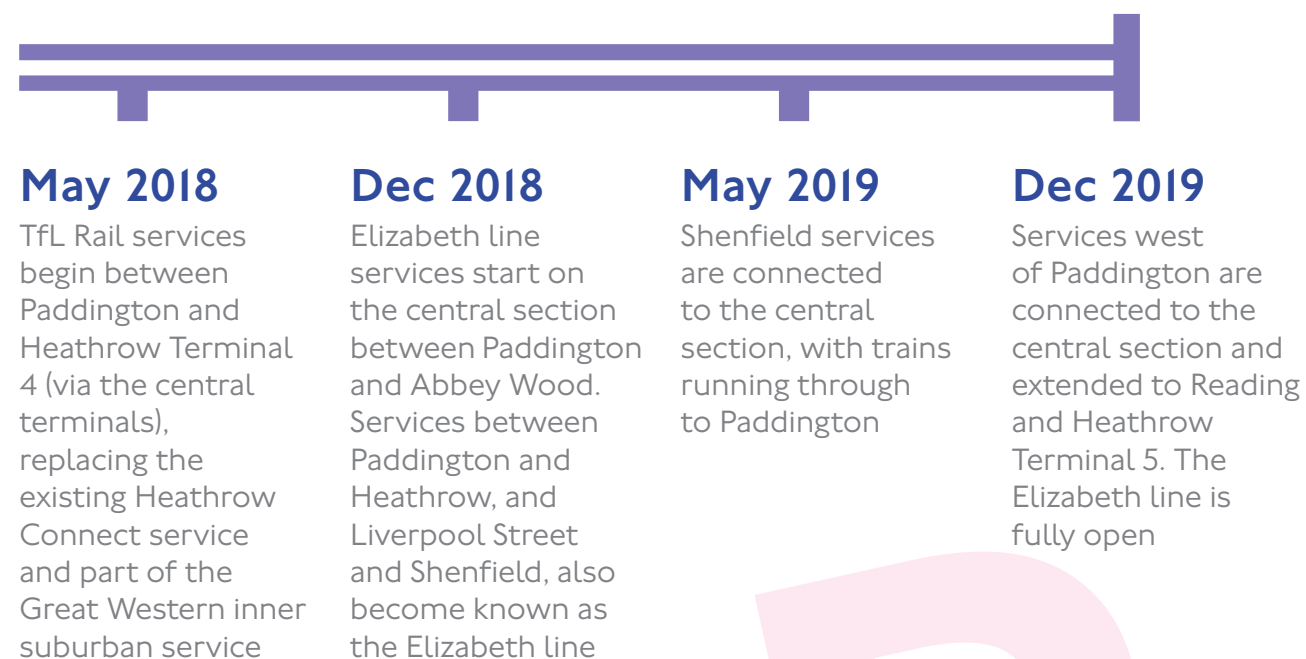 May 2018
TfL Rail services
begin between
Paddington and
Heathrow Terminal
4 (via the central
terminals),
replacing the
existing Heathrow
Connect service
and part of the
Great Western inner
suburban service
Dec 2018
Elizabeth line
services start on
the central section
between Paddington
and Abbey Wood.
Services between
Paddington and
Heathrow, and
Liverpool Street
and Shenfield, also
become known as
the Elizabeth line
May 2019
Shenfield services
are connected
to the central
section, with trains
running through
to Paddington
Dec 2019
Services west
of Paddington are
connected to the
central section and
extended to Reading
and Heathrow
Terminal 5. The
Elizabeth line is
fully open